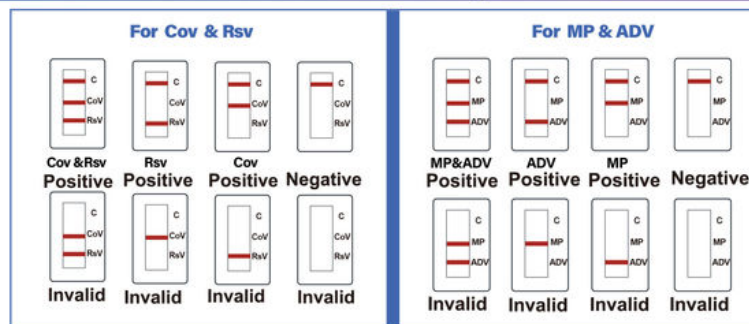 For Cov & Rsv
C
CoV
RsV
C
CoV
RsV
C
CoV
RsV
C
CoV
RsV
Cov &Rsv
Positive
Rsv
Positive
Cov
Positive
Negative
C
CoV
RsV
C
CoV
RsV
C
CoV
RsV
C
CoV
RsV
Invalid
Invalid
Invalid
Invalid
For MP & ADV
C
MP
ADV
C
MP
ADV
C
MP
ADV
C
MP
ADV
MP&ADV
Positive
ADV
Positive
MP
Positive
Negative
C
MP
ADV
C
MP
ADV
C
MP
ADV
C
MP
ADV
Invalid
Invalid
Invalid
Invalid